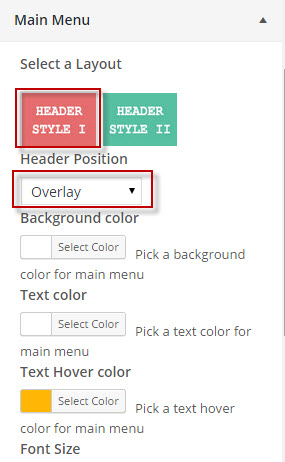 Main Menu
Select a Layout
HEADER
STYLE I
HEADER
STYLE II
Header Position
Overlay
Background color
Select Color Pick a background
color for main menu
Text color
Select Color Pick a text color for
main menu
Text Hover color
Select Color Pick a text hover
color for main menu
Font Size